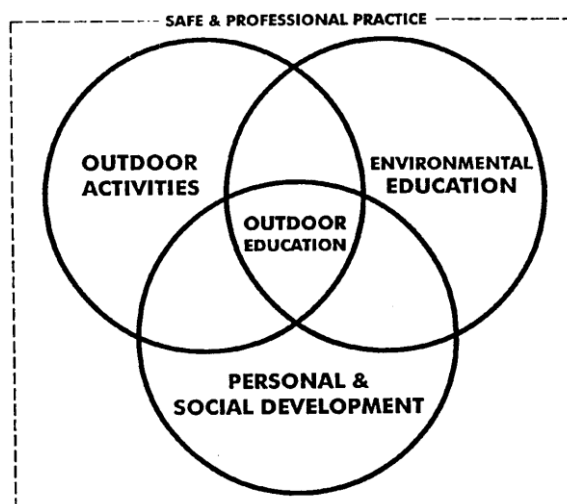 SAFE & PROFESSIONAL PRACTICE
OUTDOOR
ACTIVITIES
ENVIRONMENTAL
EDUCATION
OUTDOOR
EDUCATION
PERSONAL &
SOCIAL DEVELOPMENT